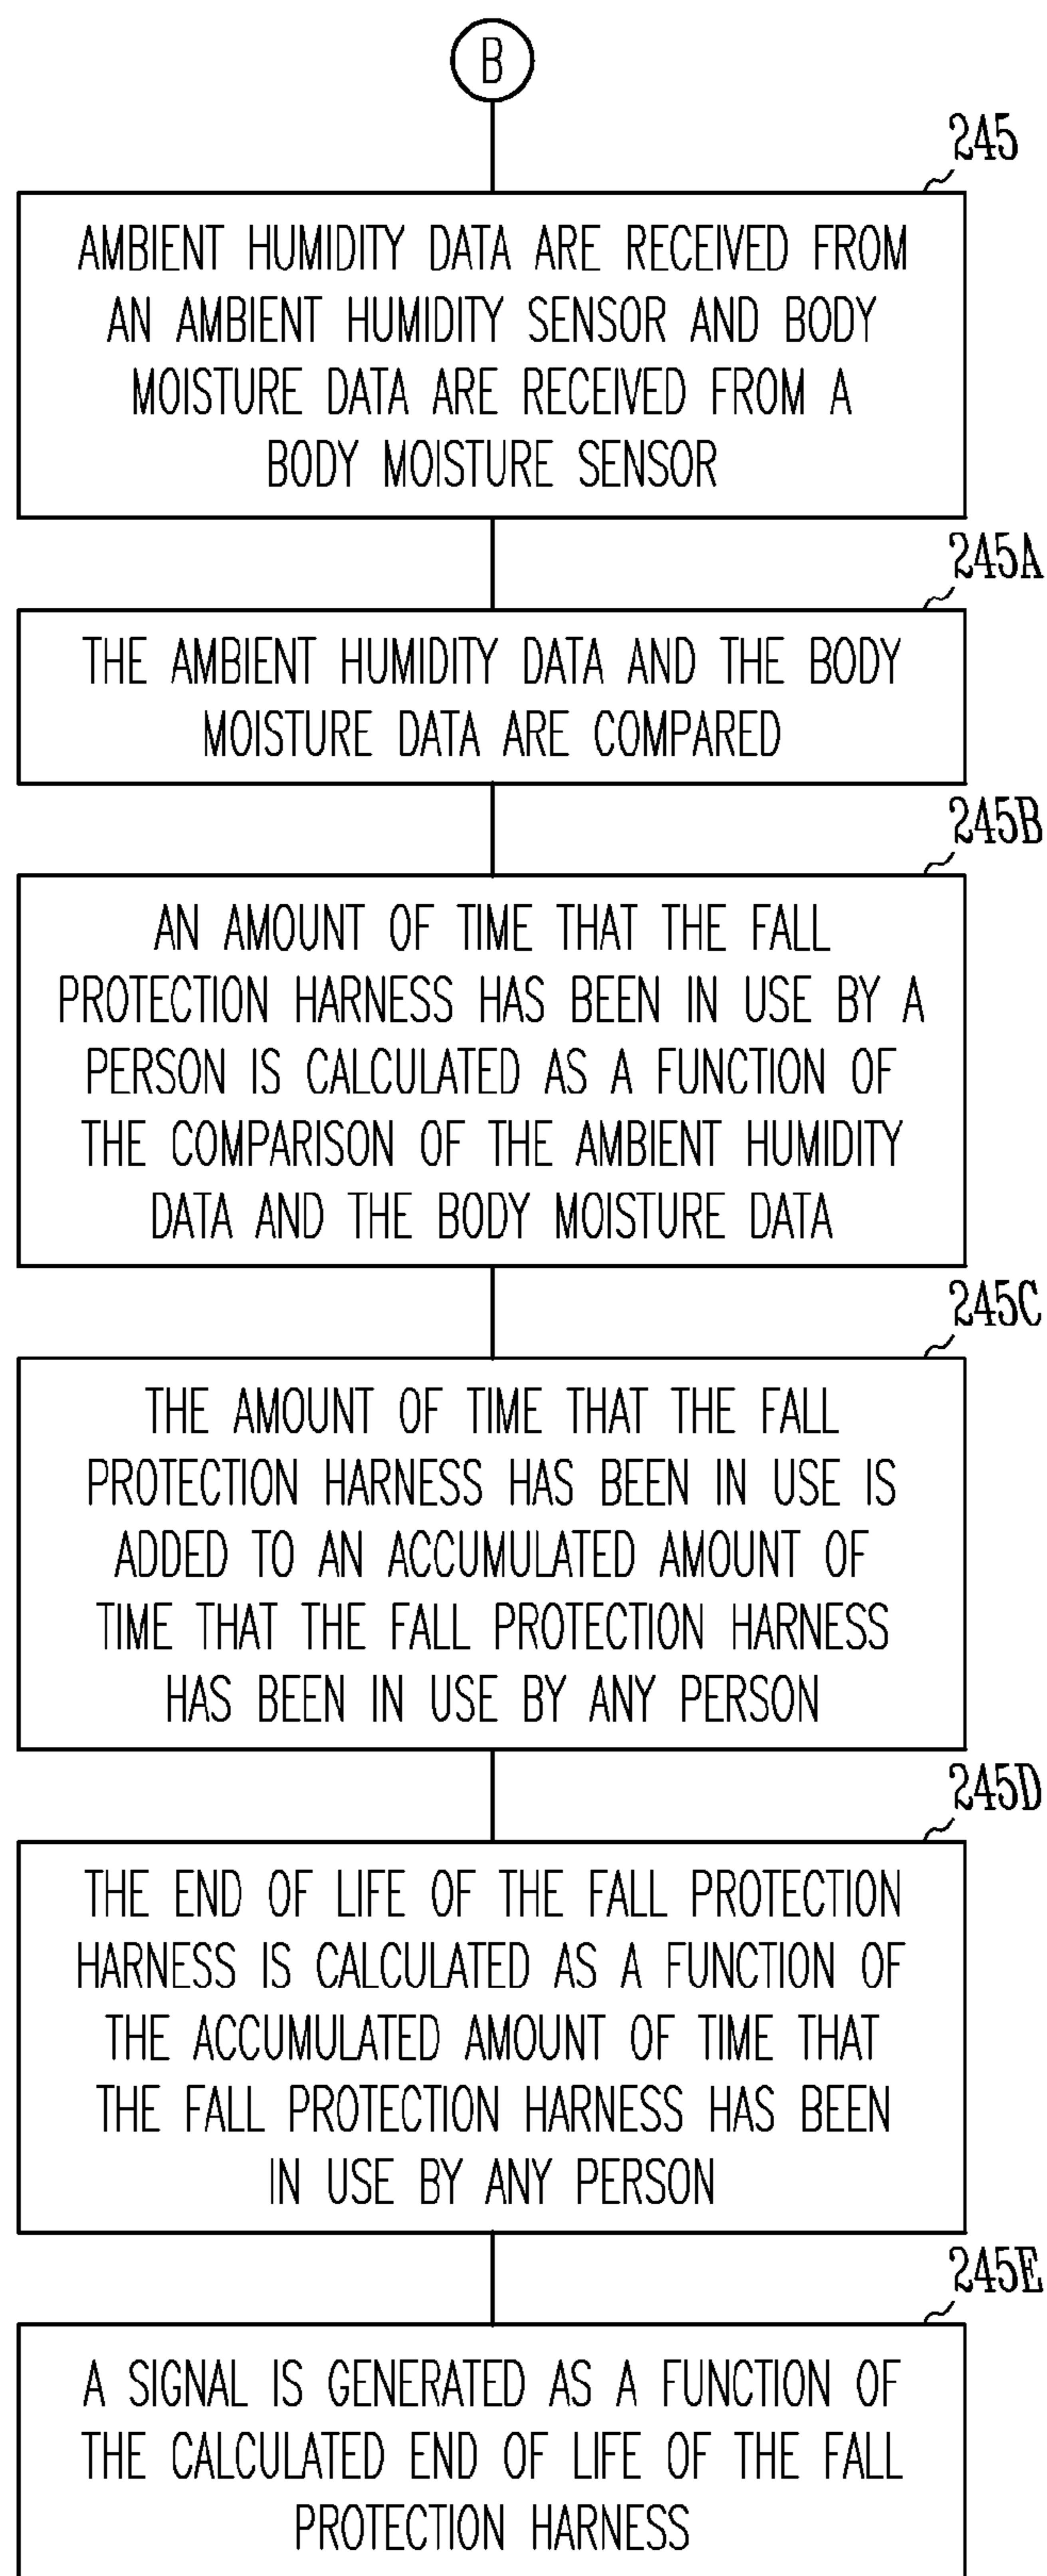 B
245
AMBIENT HUMIDITY DATA ARE RECEIVED FROM
AN AMBIENT HUMIDITY SENSOR AND BODY
MOISTURE DATA ARE RECEIVED FROM A
BODY MOISTURE SENSOR
245A
THE AMBIENT HUMIDITY DATA AND THE BODY
MOISTURE DATA ARE COMPARED
245B
AN AMOUNT OF TIME THAT THE FALL
PROTECTION HARNESS HAS BEEN IN USE BY A
PERSON IS CALCULATED AS A FUNCTION OF
THE COMPARISON OF THE AMBIENT HUMIDITY
DATA AND THE BODY MOISTURE DATA
245C
THE AMOUNT OF TIME THAT THE FALL
PROTECTION HARNESS HAS BEEN IN USE IS
ADDED TO AN ACCUMULATED AMOUNT OF
TIME THAT THE FALL PROTECTION HARNESS
HAS BEEN IN USE BY ANY PERSON
245D
THE END OF LIFE OF THE FALL PROTECTION
HARNESS IS CALCULATED AS A FUNCTION OF
THE ACCUMULATED AMOUNT OF TIME THAT
THE FALL PROTECTION HARNESS HAS BEEN
IN USE BY ANY PERSON
245E
A SIGNAL IS GENERATED AS A FUNCTION OF
THE CALCULATED END OF LIFE OF THE FALL
PROTECTION HARNESS